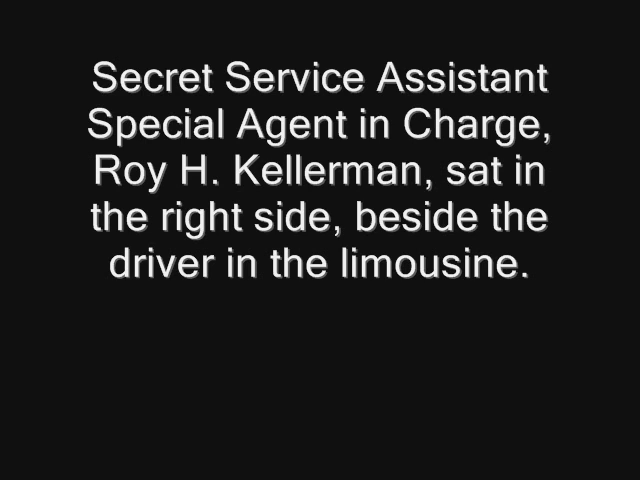 Secret Service Assistant
Special Agent in Charge,
Roy H. Kellerman, sat in
the right side, beside the
driver in the limousine.